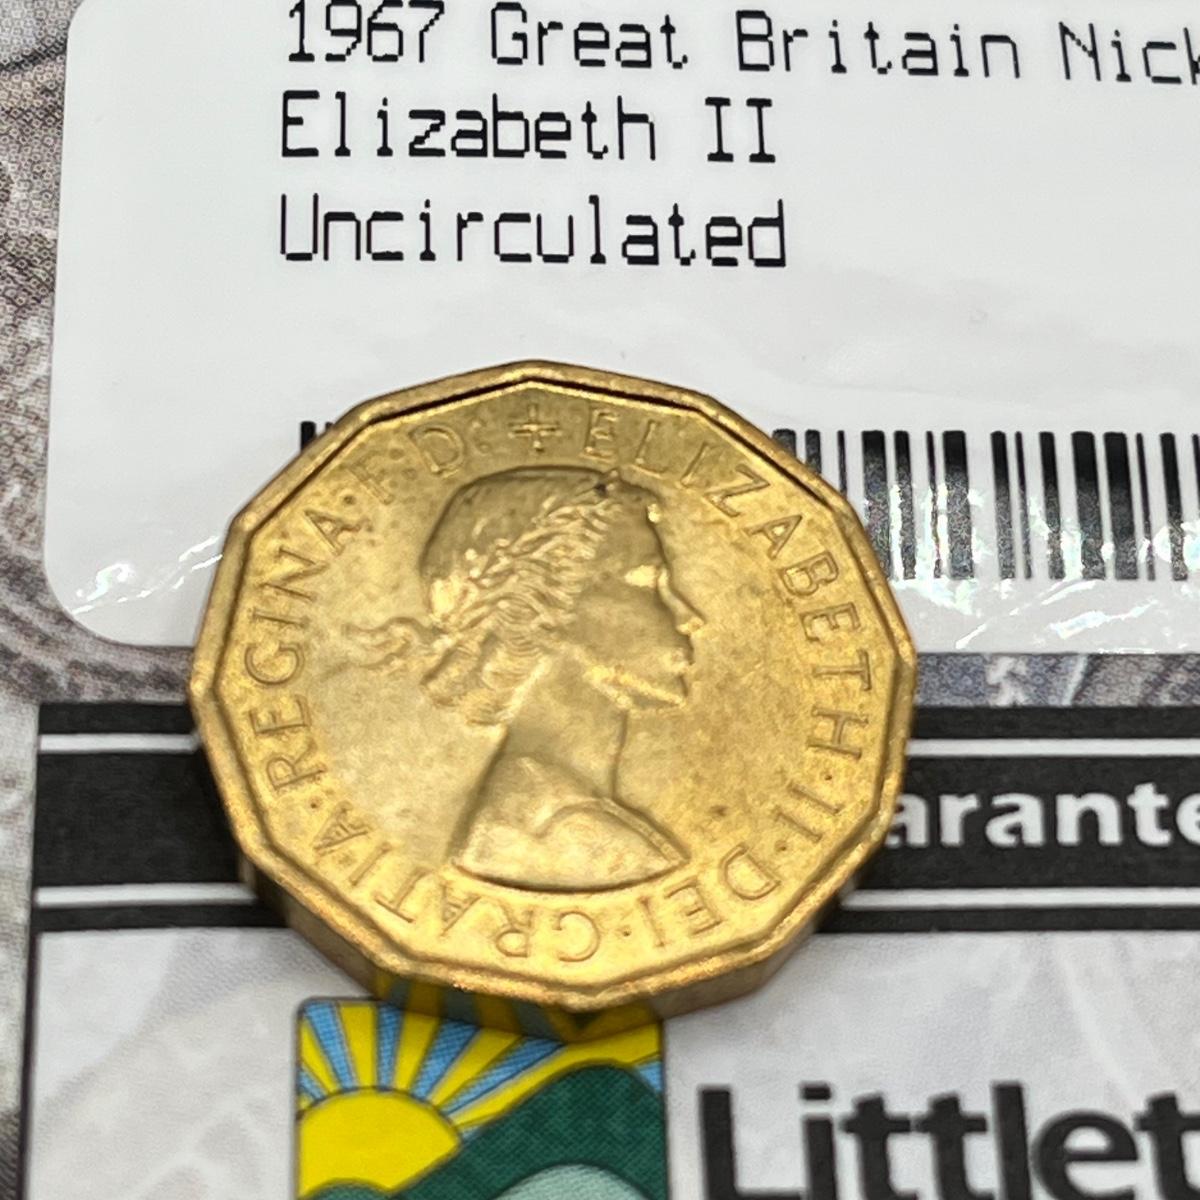 1967 Great Britain Nick
Elizabeth II
Uncirculated
+ ELIZABETH·II·DEI·GRATIA·REGINA·F·D·
arante
Littlet